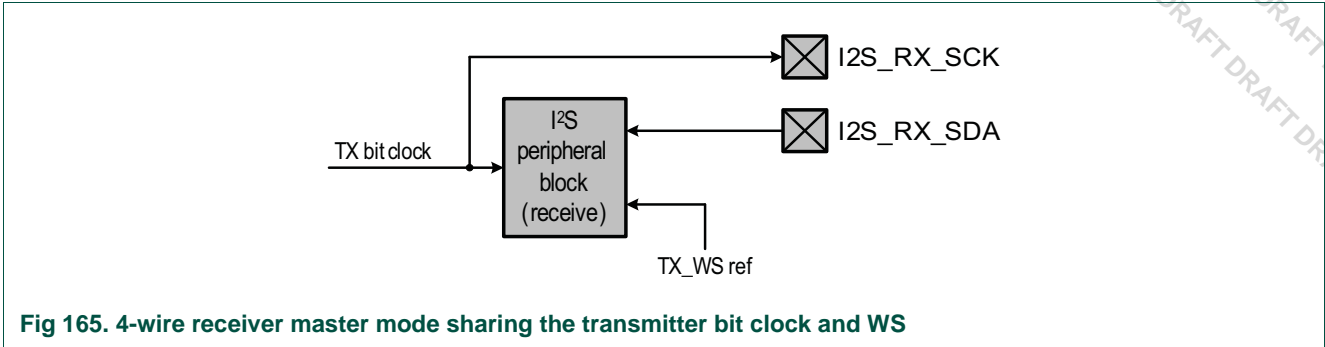 DRAFT DRAFT DR
DRAFT
I2S_RX_SCK
I2S_RX_SDA
TX bit clock
I2S
peripheral
block
(receive)
TX_WS ref
Fig 165. 4-wire receiver master mode sharing the transmitter bit clock and WS